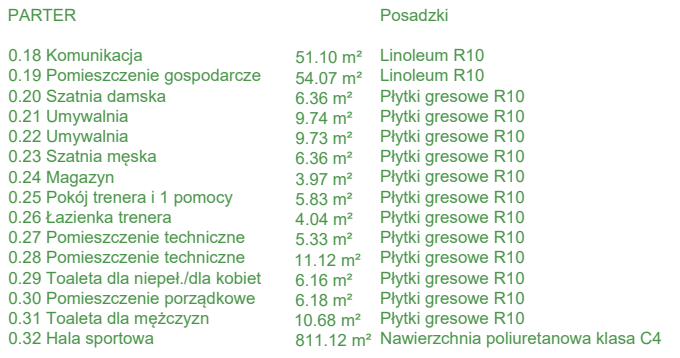 PARTER Posadzki
0.18 Komunikacja 51.10 m² Linoleum R10
0.19 Pomieszczenie gospodarcze 54.07 m² Linoleum R10
0.20 Szatnia damska 6.36 m² Płytki gresowe R10
0.21 Umywalnia 9.74 m² Płytki gresowe R10
0.22 Umywalnia 9.73 m² Płytki gresowe R10
0.23 Szatnia męska 6.36 m² Płytki gresowe R10
0.24 Magazyn 3.97 m² Płytki gresowe R10
0.25 Pokój trenera i 1 pomocy 5.83 m² Płytki gresowe R10
0.26 Łazienka trenera 4.04 m² Płytki gresowe R10
0.27 Pomieszczenie techniczne 5.33 m² Płytki gresowe R10
0.28 Pomieszczenie techniczne 11.12 m² Płytki gresowe R10
0.29 Toaleta dla niepeł./dla kobiet 6.16 m² Płytki gresowe R10
0.30 Pomieszczenie porządkowe 6.18 m² Płytki gresowe R10
0.31 Toaleta dla mężczyzn 10.68 m² Płytki gresowe R10
0.32 Hala sportowa 811.12 m² Nawierzchnia poliuretanowa klasa C4